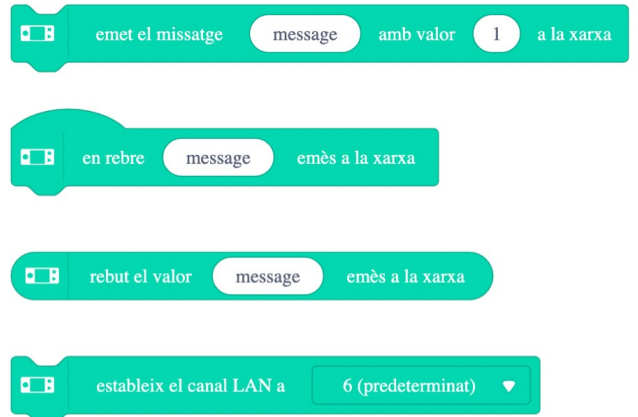 emet el missatge message amb valor 1 a la xarxa
en rebre message emès a la xarxa
rebut el valor message emès a la xarxa
estableix el canal LAN a 6 (predeterminat)